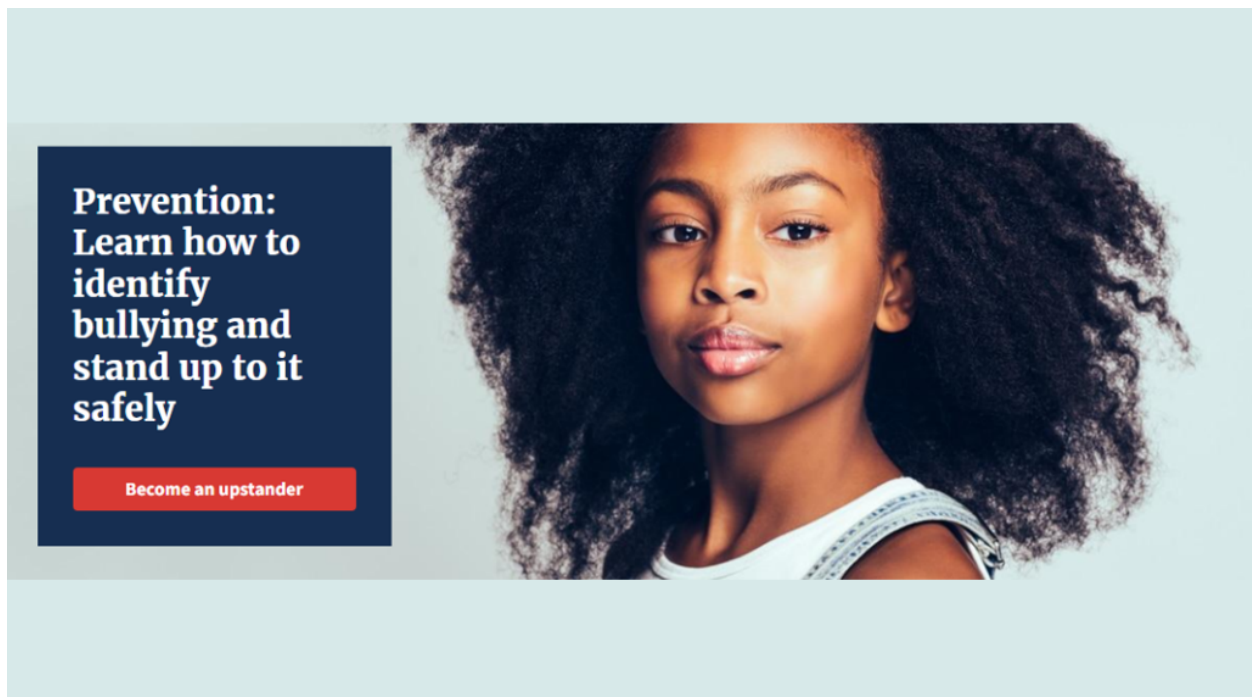 Prevention:
Learn how to
identify
bullying and
stand up to it
safely
Become an upstander